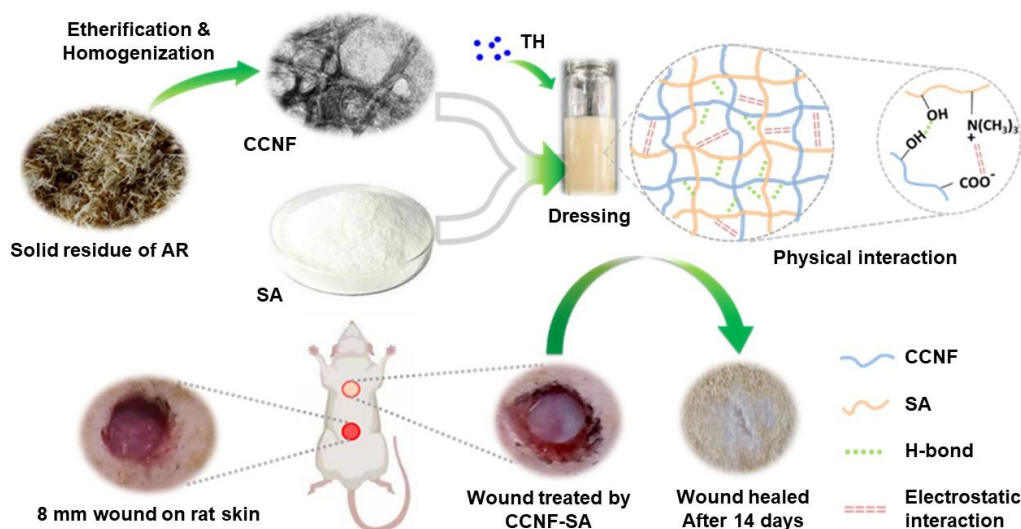 Etherification &
Homogenization
TH
CCNF
OH
N(CH₃)₃
+
OH
COO⁻
Solid residue of AR
Dressing
SA
Physical interaction
CCNF
SA
H-bond
Electrostatic
interaction
8 mm wound on rat skin
Wound treated by
CCNF-SA
Wound healed
After 14 days